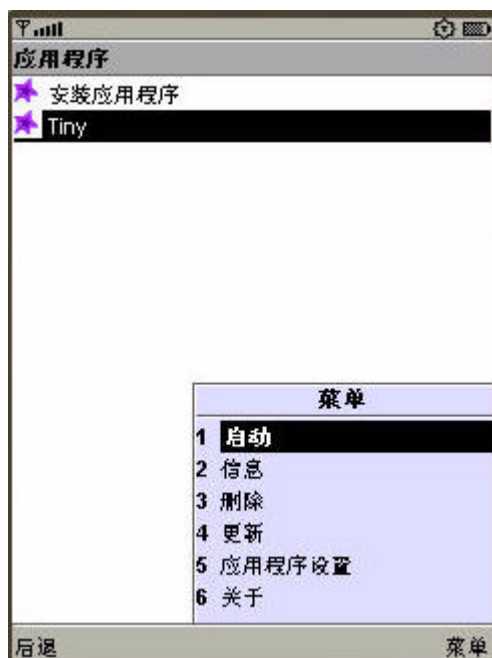 应用程序
安装应用程序
Tiny
菜单
1 启动
2 信息
3 删除
4 更新
5 应用程序设置
6 关于
后退 菜单